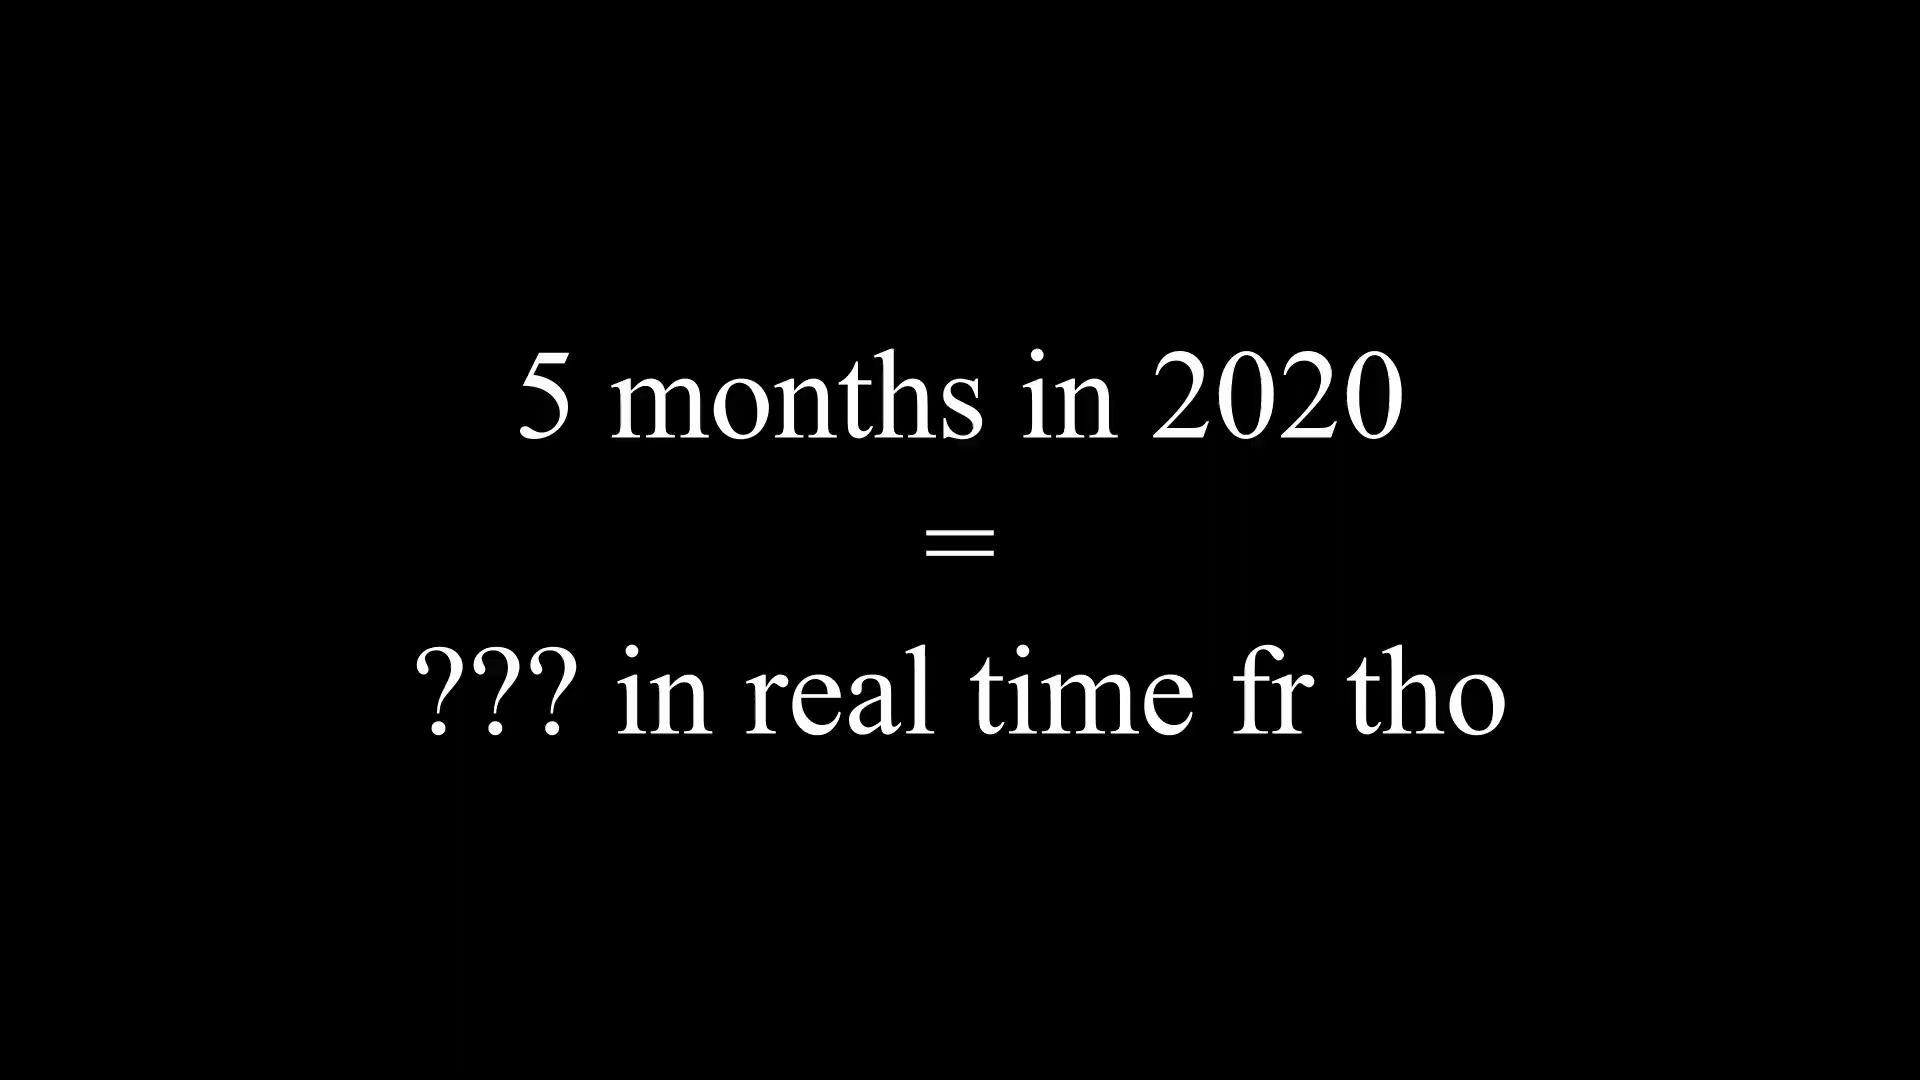 5 months in 2020
=
??? in real time fr tho